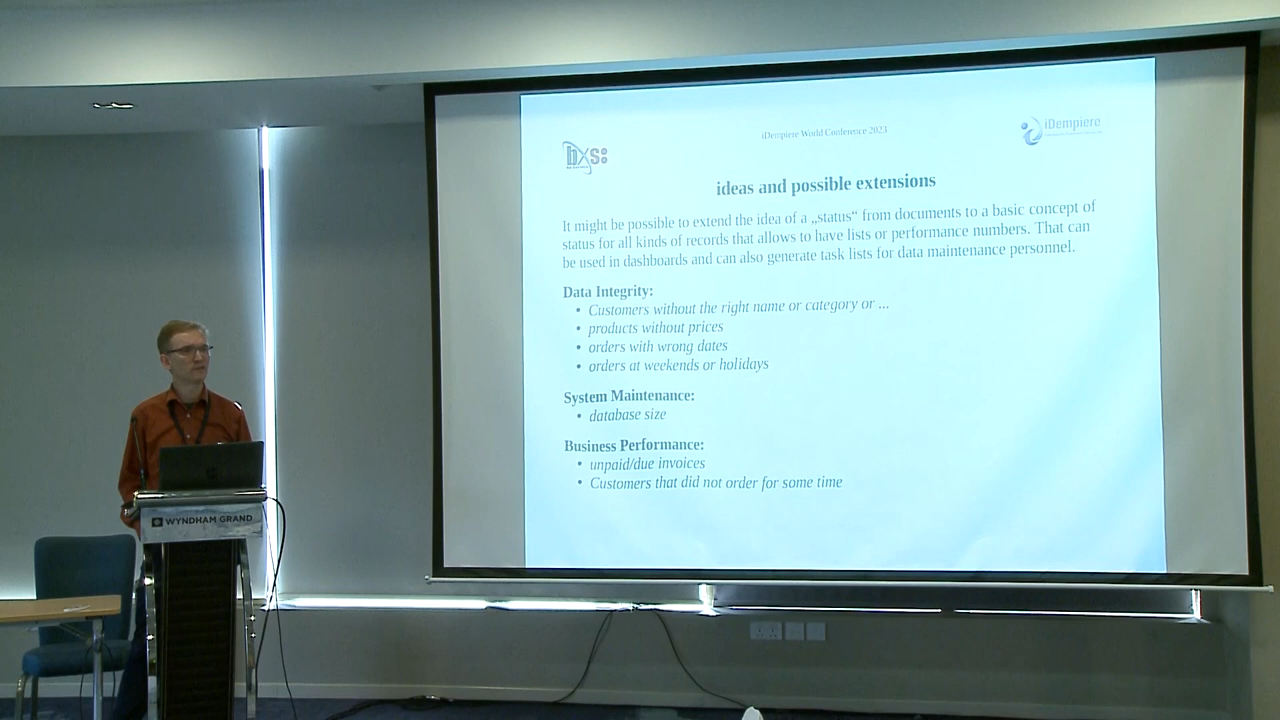 iDempiere World Conference 2023
bxs:
iDempiere
ideas and possible extensions
It might be possible to extend the idea of a „status“ from documents to a basic concept of
status for all kinds of records that allows to have lists or performance numbers. That can
be used in dashboards and can also generate task lists for data maintenance personnel.
Data Integrity:
• Customers without the right name or category or ...
• products without prices
• orders with wrong dates
• orders at weekends or holidays
System Maintenance:
• database size
Business Performance:
• unpaid/due invoices
• Customers that did not order for some time
WYNDHAM GRAND